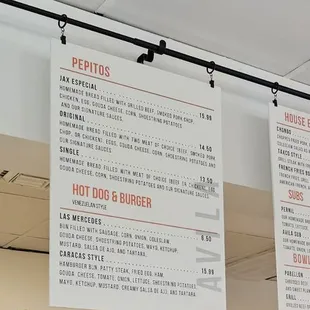 PEPITOS
JAX ESPECIAL 15.99
HOMEMADE BREAD FILLED WITH GRILLED BEEF, SMOKED PORK CHOP,
CHICKEN, EGG, GOUDA CHEESE, CORN, SHOESTRING POTATOES
AND OUR SIGNATURE SAUCES.
ORIGINAL 14.50
HOMEMADE BREAD FILLED WITH TWO MEAT OF CHOICE (BEEF, SMOKED PORK
CHOP, OR CHICKEN), EGG, GOUDA CHEESE, CORN, SHOESTRING POTATOES AND
OUR SIGNATURE SAUCES.
SINGLE 13.50
HOMEMADE BREAD, FILLED WITH MEAT OF CHOICE (BEEF OR CHICKEN), EGG,
GOUDA CHEESE, CORN, SHOESTRING POTATOES AND OUR SIGNATURE SAUCES
HOT DOG & BURGER
VENEZUELAN STYLE
LAS MERCEDES 6.50
BUN FILLED WITH SAUSAGE, CORN, ONION, COLESLAW,
GOUDA CHEESE, SHOESTRING POTATOES, MAYO, KETCHUP,
MUSTARD, SALSA DE AJO, AND TARTARA.
CARACAS STYLE 15.99
HAMBURGER BUN, PATTY STEAK, FRIED EGG, HAM,
GOUDA CHEESE, TOMATO, ONION, LETTUCE, SHOESTRING POTATOES,
MAYO, KETCHUP, MUSTARD, CREAMY SALSA DE AJO, AND TARTARA.
AVILA
HOUSE
CHORIZO
TAXCO STYLE
FRENCH FRIES
SUBS
PERNIL
AVILA SUB
BOWL
PABELLON
GRILL